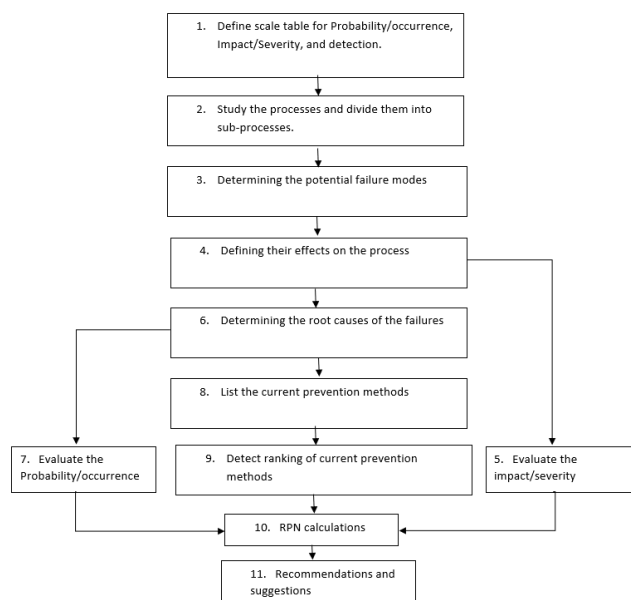 1. Define scale table for Probability/occurrence,
Impact/Severity, and detection.
2. Study the processes and divide them into
sub-processes.
3. Determining the potential failure modes
4. Defining their effects on the process
6. Determining the root causes of the failures
8. List the current prevention methods
7. Evaluate the
Probability/occurrence
9. Detect ranking of current prevention
methods
5. Evaluate the
impact/severity
10. RPN calculations
11. Recommendations and
suggestions